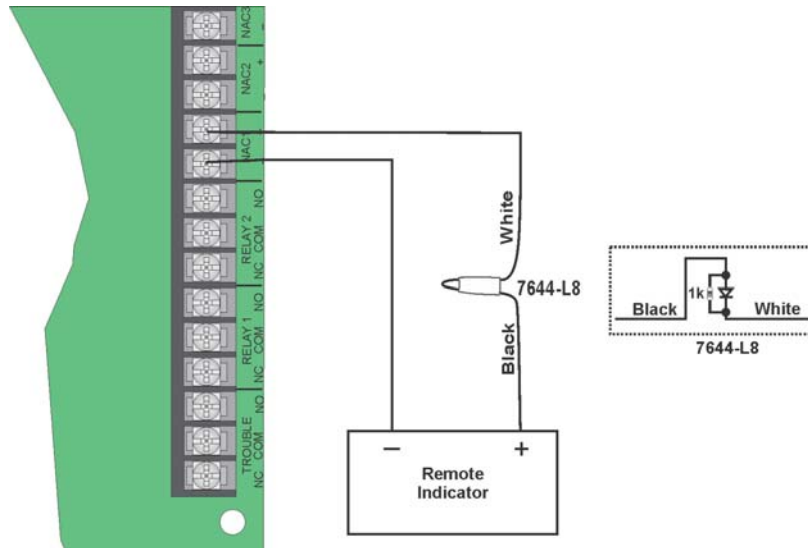 NAC3
+
NAC2
-
+
NAC1
-
NO
RELAY 2
COM
NC
NO
RELAY 1
COM
NC
NO
TROUBLE
COM
NC
White
7644-L8
Black
- +
Remote
Indicator
1k
Black White
7644-L8